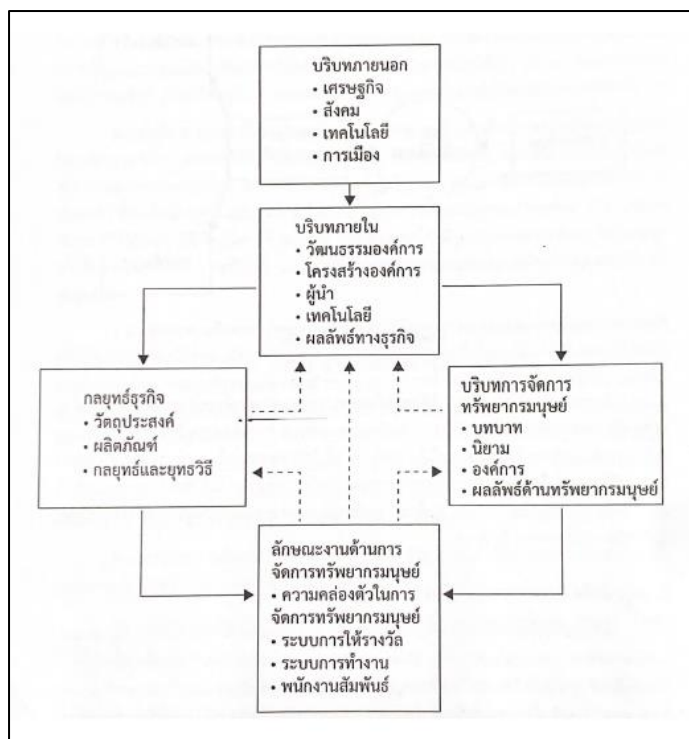 บริบทภายนอก
• เศรษฐกิจ
• สังคม
• เทคโนโลยี
• การเมือง
บริบทภายใน
• วัฒนธรรมองค์การ
• โครงสร้างองค์การ
• ผู้นำ
• เทคโนโลยี
• ผลลัพธ์ทางธุรกิจ
กลยุทธ์ธุรกิจ
• วัตถุประสงค์
• ผลิตภัณฑ์
• กลยุทธ์และยุทธวิธี
บริบทการจัดการ
ทรัพยากรมนุษย์
• บทบาท
• นิยาม
• องค์การ
• ผลลัพธ์ด้านทรัพยากรมนุษย์
ลักษณะงานด้านการ
จัดการทรัพยากรมนุษย์
• ความคล่องตัวในการ
จัดการทรัพยากรมนุษย์
• ระบบการให้รางวัล
• ระบบการทำงาน
• พนักงานสัมพันธ์